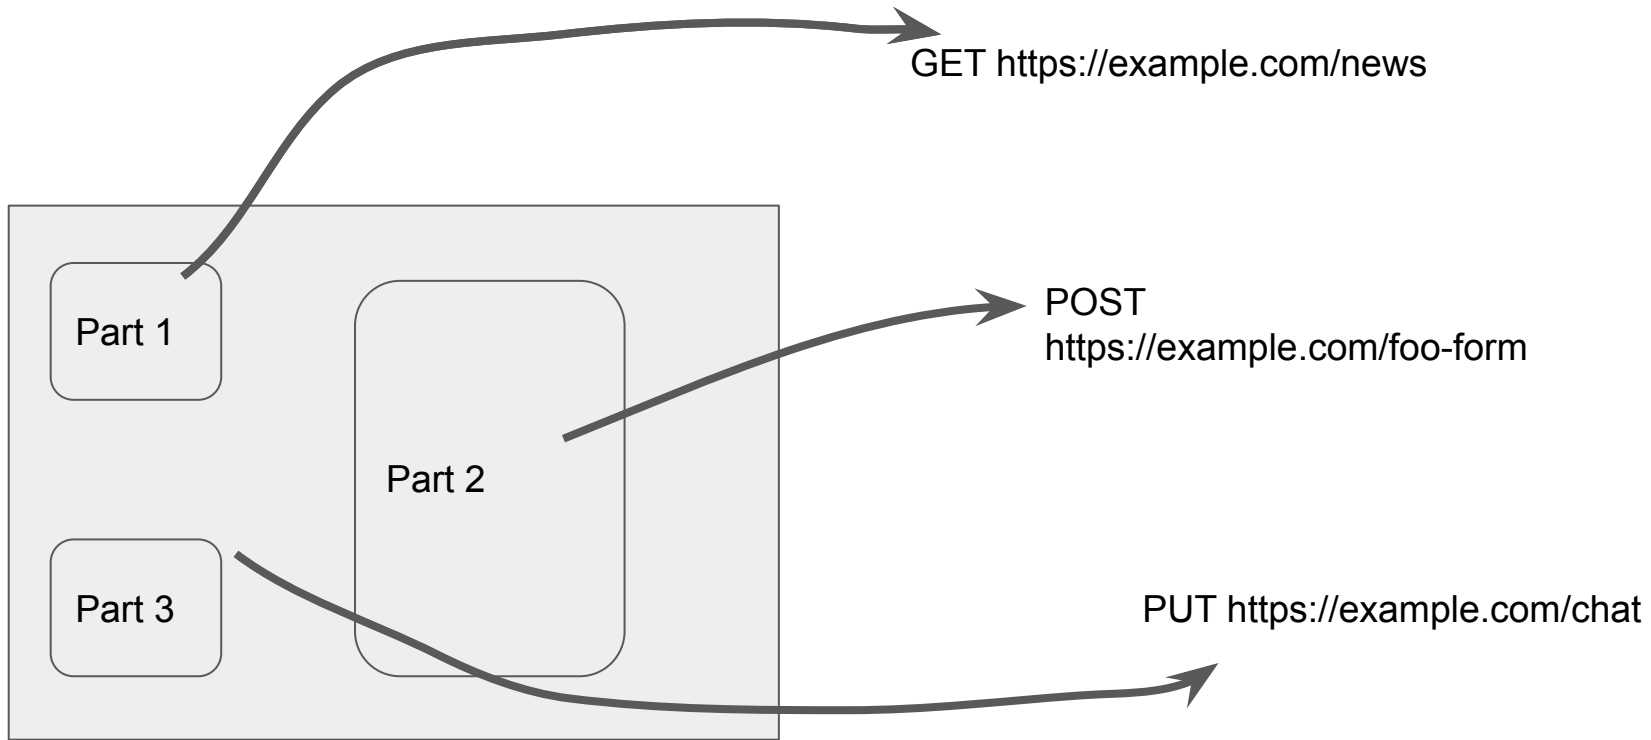 GET https://example.com/news
Part 1
POST
https://example.com/foo-form
Part 2
Part 3
PUT https://example.com/chat